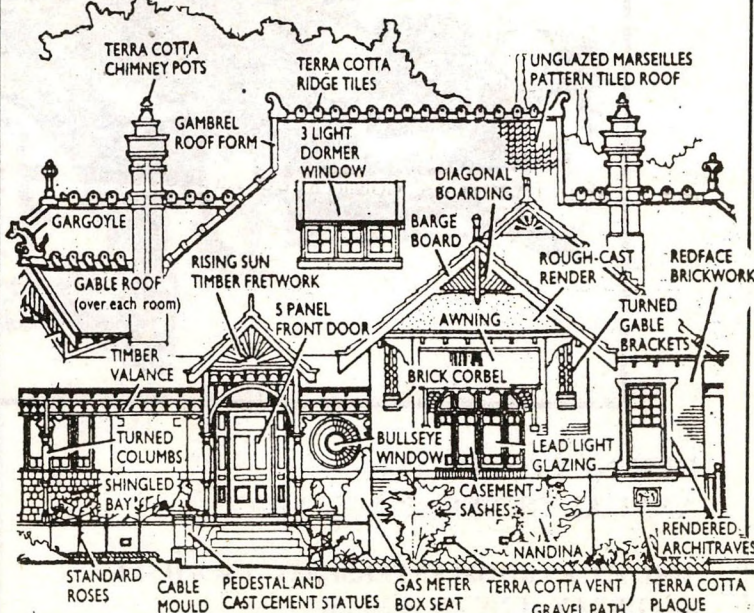 TERRA COTTA
CHIMNEY POTS
TERRA COTTA
RIDGE TILES
UNGLAZED MARSEILLES
PATTERN TILED ROOF
GAMBREL
ROOF FORM
3 LIGHT
DORMER
WINDOW
DIAGONAL
BOARDING
GARGOYLE
BARGE
BOARD
RISING SUN
TIMBER FRETWORK
ROUGH-CAST
RENDER
REDFACE
BRICKWORK
GABLE ROOF
(over each room)
5 PANEL
FRONT DOOR
AWNING
TURNED
GABLE
BRACKETS
TIMBER
VALANCE
BRICK CORBEL
TURNED
COLUMBS
BULLSEYE
WINDOW
LEAD LIGHT
GLAZING
SHINGLED
BAY
CASEMENT
SASHES
NANDINA
RENDERED
ARCHITRAVES
STANDARD
ROSES
CABLE
MOULD
PEDESTAL AND
CAST CEMENT STATUES
GAS METER
BOX SEAT
TERRA COTTA VENT
GRAVEL PATH
TERRA COTTA
PLAQUE